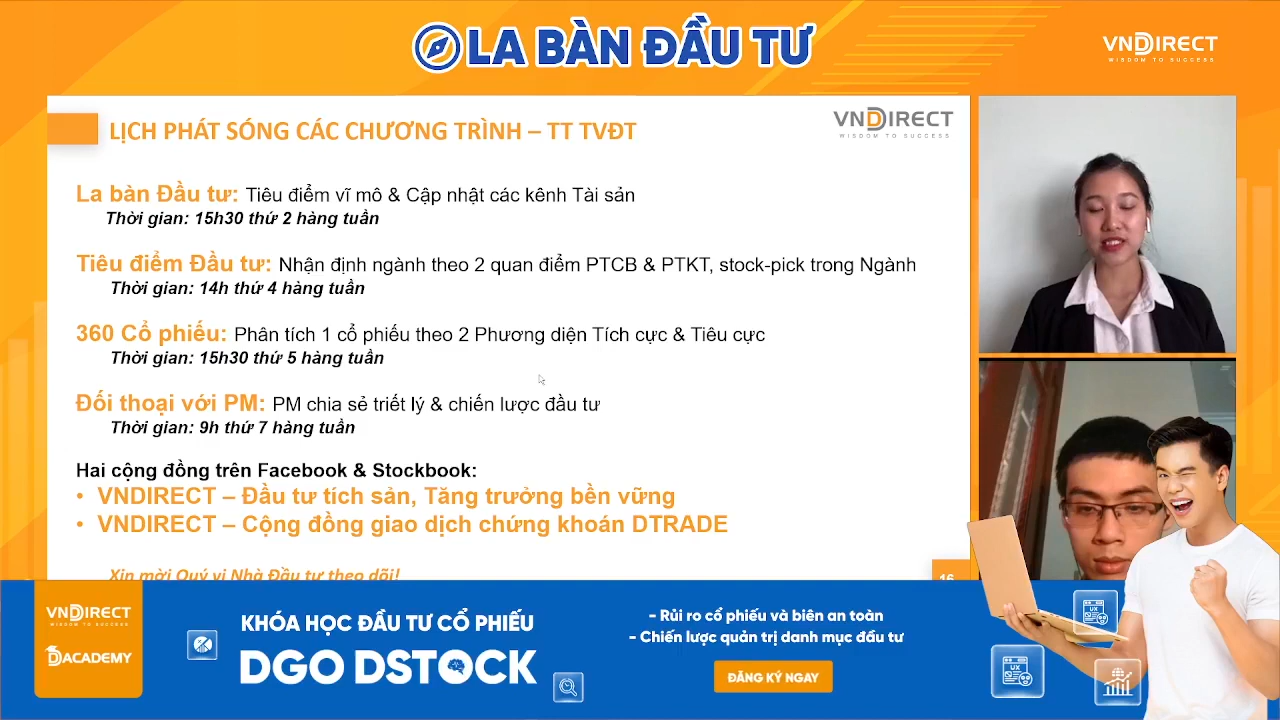 LA BÀN ĐẦU TƯ
VNDIRECT
WISDOM TO SUCCESS
LỊCH PHÁT SÓNG CÁC CHƯƠNG TRÌNH – TT TVĐT
VNDIRECT
WISDOM TO SUCCESS
La bàn Đầu tư: Tiêu điểm vĩ mô & Cập nhật các kênh Tài sản
Thời gian: 15h30 thứ 2 hàng tuần
Tiêu điểm Đầu tư: Nhận định ngành theo 2 quan điểm PTCB & PTKT, stock-pick trong Ngành
Thời gian: 14h thứ 4 hàng tuần
360 Cổ phiếu: Phân tích 1 cổ phiếu theo 2 Phương diện Tích cực & Tiêu cực
Thời gian: 15h30 thứ 5 hàng tuần
Đối thoại với PM: PM chia sẻ triết lý & chiến lược đầu tư
Thời gian: 9h thứ 7 hàng tuần
Hai cộng đồng trên Facebook & Stockbook:
• VNDIRECT – Đầu tư tích sản, Tăng trưởng bền vững
• VNDIRECT – Cộng đồng giao dịch chứng khoán DTRADE
Xin mời Quý vị Nhà Đầu tư theo dõi!
16
VNDIRECT
WISDOM TO SUCCESS
DACADEMY
KHÓA HỌC ĐẦU TƯ CỔ PHIẾU
DGO DSTOCK
- Rủi ro cổ phiếu và biên an toàn
- Chiến lược quản trị danh mục đầu tư
ĐĂNG KÝ NGAY
UX
UX